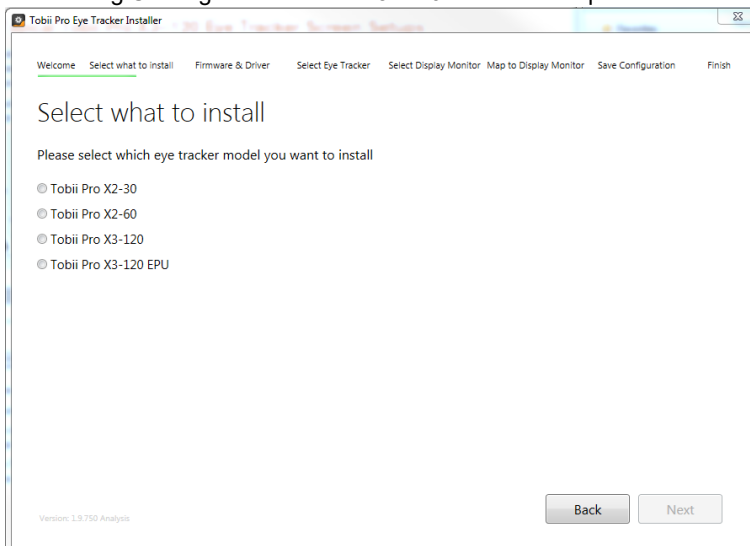 Tobii Pro Eye Tracker Installer
Welcome Select what to install Firmware & Driver Select Eye Tracker Select Display Monitor Map to Display Monitor Save Configuration Finish
Select what to install
Please select which eye tracker model you want to install
Tobii Pro X2-30
Tobii Pro X2-60
Tobii Pro X3-120
Tobii Pro X3-120 EPU
Back Next
Version: 1.9.750 Analysis